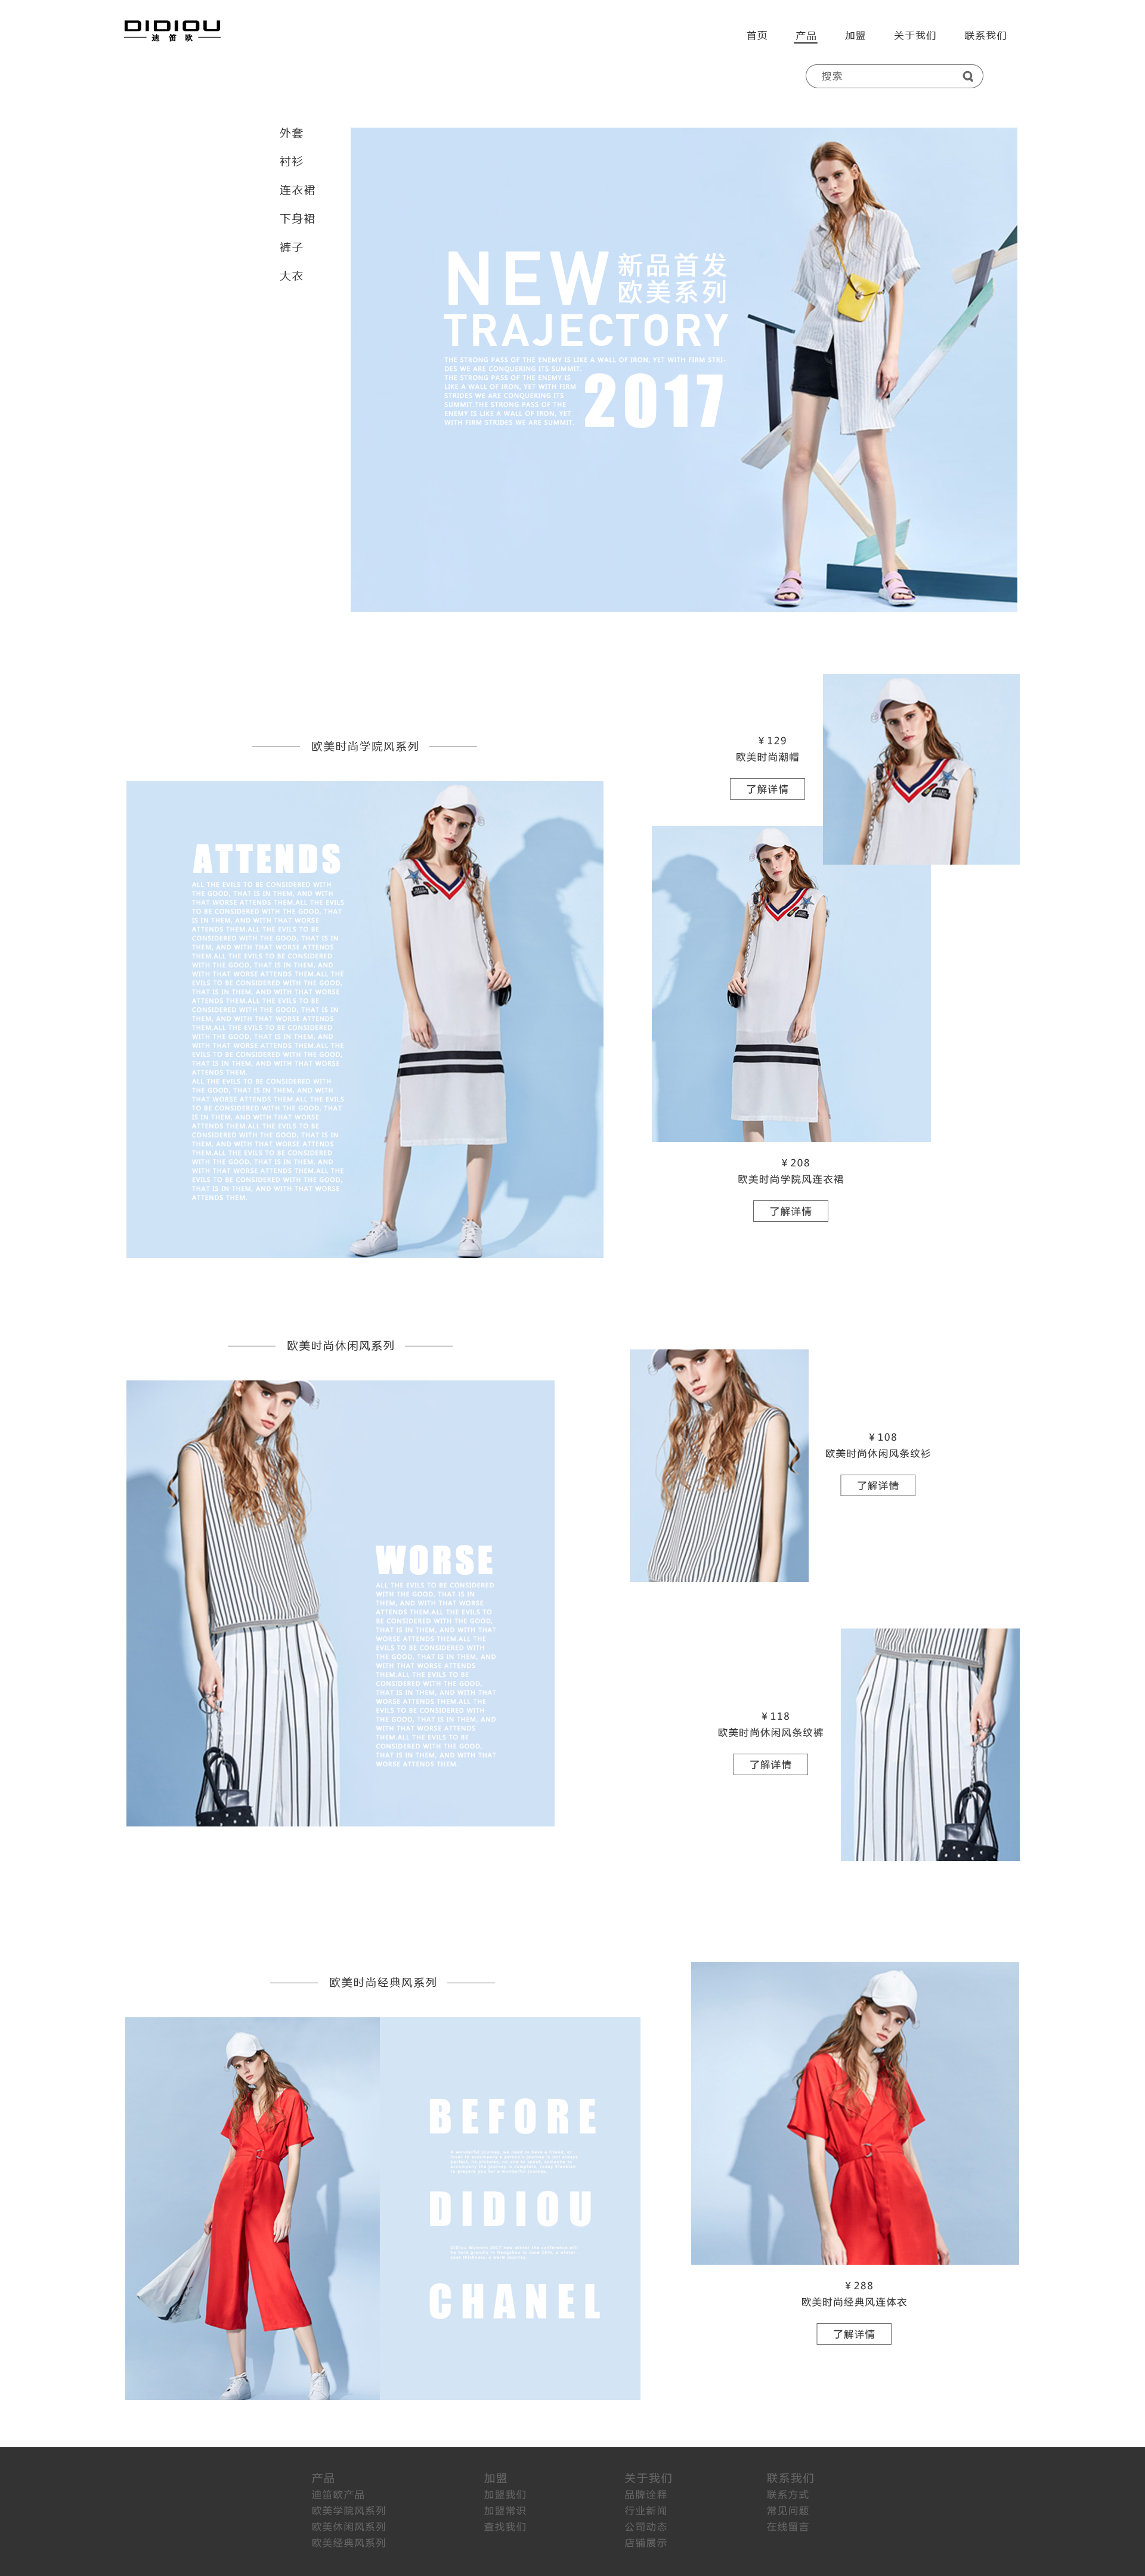 DIDIOU
迪笛欧
首页
产品
加盟
关于我们
联系我们
搜索
外套
衬衫
连衣裙
下身裙
裤子
大衣
NEW 新品首发
欧美系列
TRAJECTORY
THE STRONG PASS OF THE ENEMY IS LIKE A WALL OF IRON, YET WITH FIRM STRI-
DES WE ARE CONQUERING ITS SUMMIT.
THE STRONG PASS OF THE ENEMY IS
LIKE A WALL OF IRON, YET WITH FIRM
STRIDES WE ARE CONQUERING ITS
SUMMIT.THE STRONG PASS OF THE
ENEMY IS LIKE A WALL OF IRON, YET
WITH FIRM STRIDES WE ARE SUMMIT.
2017
欧美时尚学院风系列
¥ 129
欧美时尚潮帽
了解详情
ATTENDS
ALL THE EVILS TO BE CONSIDERED WITH
THE GOOD, THAT IS IN THEM, AND WITH
THAT WORSE ATTENDS THEM.ALL THE EVILS
TO BE CONSIDERED WITH THE GOOD, THAT
IS IN THEM, AND WITH THAT WORSE
ATTENDS THEM.ALL THE EVILS TO BE
CONSIDERED WITH THE GOOD, THAT IS IN
THEM, AND WITH THAT WORSE ATTENDS
THEM.ALL THE EVILS TO BE CONSIDERED
WITH THE GOOD, THAT IS IN THEM, AND
WITH THAT WORSE ATTENDS THEM.ALL THE
EVILS TO BE CONSIDERED WITH THE GOOD,
THAT IS IN THEM, AND WITH THAT WORSE
ATTENDS THEM.ALL THE EVILS TO BE
CONSIDERED WITH THE GOOD, THAT IS IN
THEM, AND WITH THAT WORSE ATTENDS
THEM.ALL THE EVILS TO BE CONSIDERED
WITH THE GOOD, THAT IS IN THEM, AND
WITH THAT WORSE ATTENDS THEM.ALL THE
EVILS TO BE CONSIDERED WITH THE GOOD,
THAT IS IN THEM, AND WITH THAT WORSE
ATTENDS THEM.
ALL THE EVILS TO BE CONSIDERED WITH
THE GOOD, THAT IS IN THEM, AND WITH
THAT WORSE ATTENDS THEM.ALL THE EVILS
TO BE CONSIDERED WITH THE GOOD, THAT
IS IN THEM, AND WITH THAT WORSE
ATTENDS THEM.ALL THE EVILS TO BE
CONSIDERED WITH THE GOOD, THAT IS IN
THEM, AND WITH THAT WORSE ATTENDS
THEM.ALL THE EVILS TO BE CONSIDERED
WITH THE GOOD, THAT IS IN THEM, AND
WITH THAT WORSE ATTENDS THEM.ALL THE
EVILS TO BE CONSIDERED WITH THE GOOD,
THAT IS IN THEM, AND WITH THAT WORSE
ATTENDS THEM.
¥ 208
欧美时尚学院风连衣裙
了解详情
欧美时尚休闲风系列
¥ 108
欧美时尚休闲风条纹衫
了解详情
WORSE
ALL THE EVILS TO BE CONSIDERED
WITH THE GOOD, THAT IS IN
THEM, AND WITH THAT WORSE
ATTENDS THEM.ALL THE EVILS TO
BE CONSIDERED WITH THE GOOD,
THAT IS IN THEM, AND WITH THAT
WORSE ATTENDS THEM.ALL THE
EVILS TO BE CONSIDERED WITH
THE GOOD, THAT IS IN THEM, AND
WITH THAT WORSE ATTENDS
THEM.ALL THE EVILS TO BE
CONSIDERED WITH THE GOOD,
THAT IS IN THEM, AND WITH THAT
WORSE ATTENDS THEM.ALL THE
EVILS TO BE CONSIDERED WITH
THE GOOD, THAT IS IN THEM, AND
WITH THAT WORSE ATTENDS
THEM.ALL THE EVILS TO BE
CONSIDERED WITH THE GOOD,
THAT IS IN THEM, AND WITH THAT
WORSE ATTENDS THEM.
¥ 118
欧美时尚休闲风条纹裤
了解详情
欧美时尚经典风系列
BEFORE
DIDIOU
CHANEL
¥ 288
欧美时尚经典风连体衣
了解详情
产品
迪笛欧产品
欧美学院风系列
欧美休闲风系列
欧美经典风系列
加盟
加盟我们
加盟常识
查找我们
关于我们
品牌诠释
行业新闻
公司动态
店铺展示
联系我们
联系方式
常见问题
在线留言